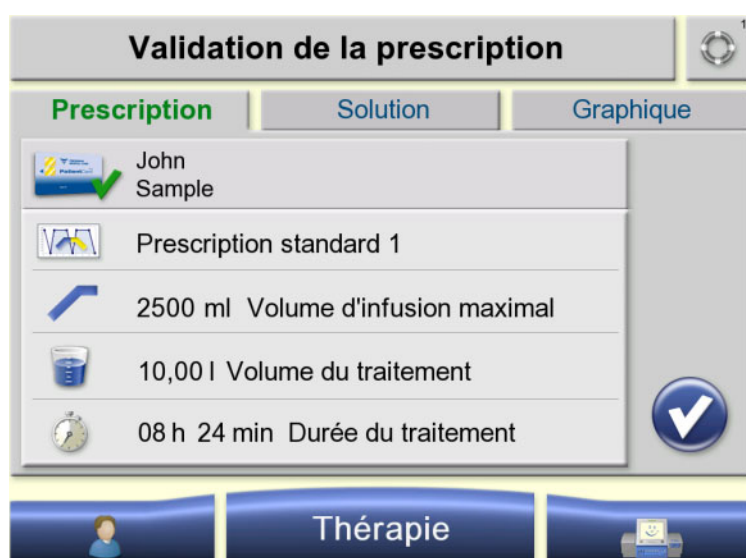 Validation de la prescription
1
Prescription
Solution
Graphique
John
Sample
Prescription standard 1
2500 ml Volume d'infusion maximal
10,00 l Volume du traitement
08 h 24 min Durée du traitement
Thérapie